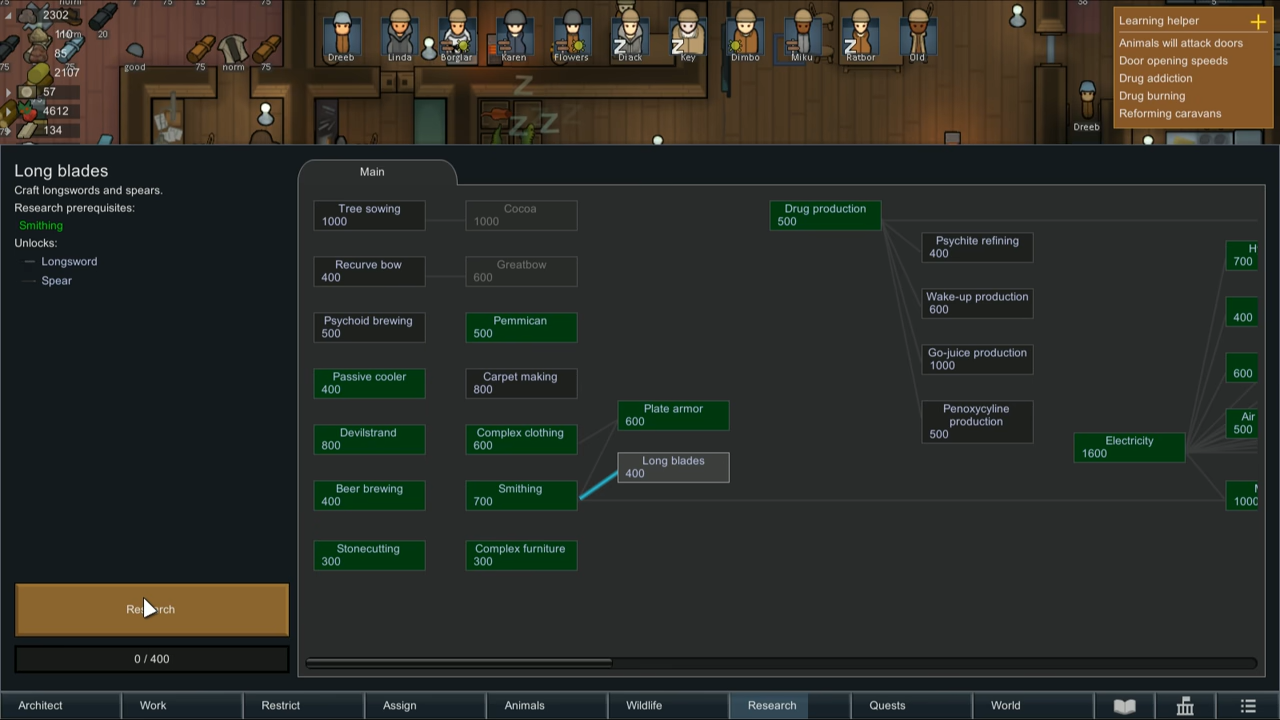 2302
110m
20
85
2107
57
4612
134
good
75
norm
75
75
Dreeb
Linda
Borglar
Karen
Flowers
Drack
Key
Dimbo
Miku
Ratbor
Old
Dreeb
Learning helper
Animals will attack doors
Door opening speeds
Drug addiction
Drug burning
Reforming caravans
Long blades
Craft longswords and spears.
Research prerequisites:
Smithing
Unlocks:
Longsword
Spear
Research
0 / 400
Main
Tree sowing
1000
Cocoa
1000
Drug production
500
Psychite refining
400
H
700
Recurve bow
400
Greatbow
600
Wake-up production
600
400
Psychoid brewing
500
Pemmican
500
Go-juice production
1000
600
Passive cooler
400
Carpet making
800
Plate armor
600
Penoxycyline
production
500
Air
500
Devilstrand
800
Complex clothing
600
Long blades
400
Electricity
1600
Beer brewing
400
Smithing
700
1000
Stonecutting
300
Complex furniture
300
Architect
Work
Restrict
Assign
Animals
Wildlife
Research
Quests
World